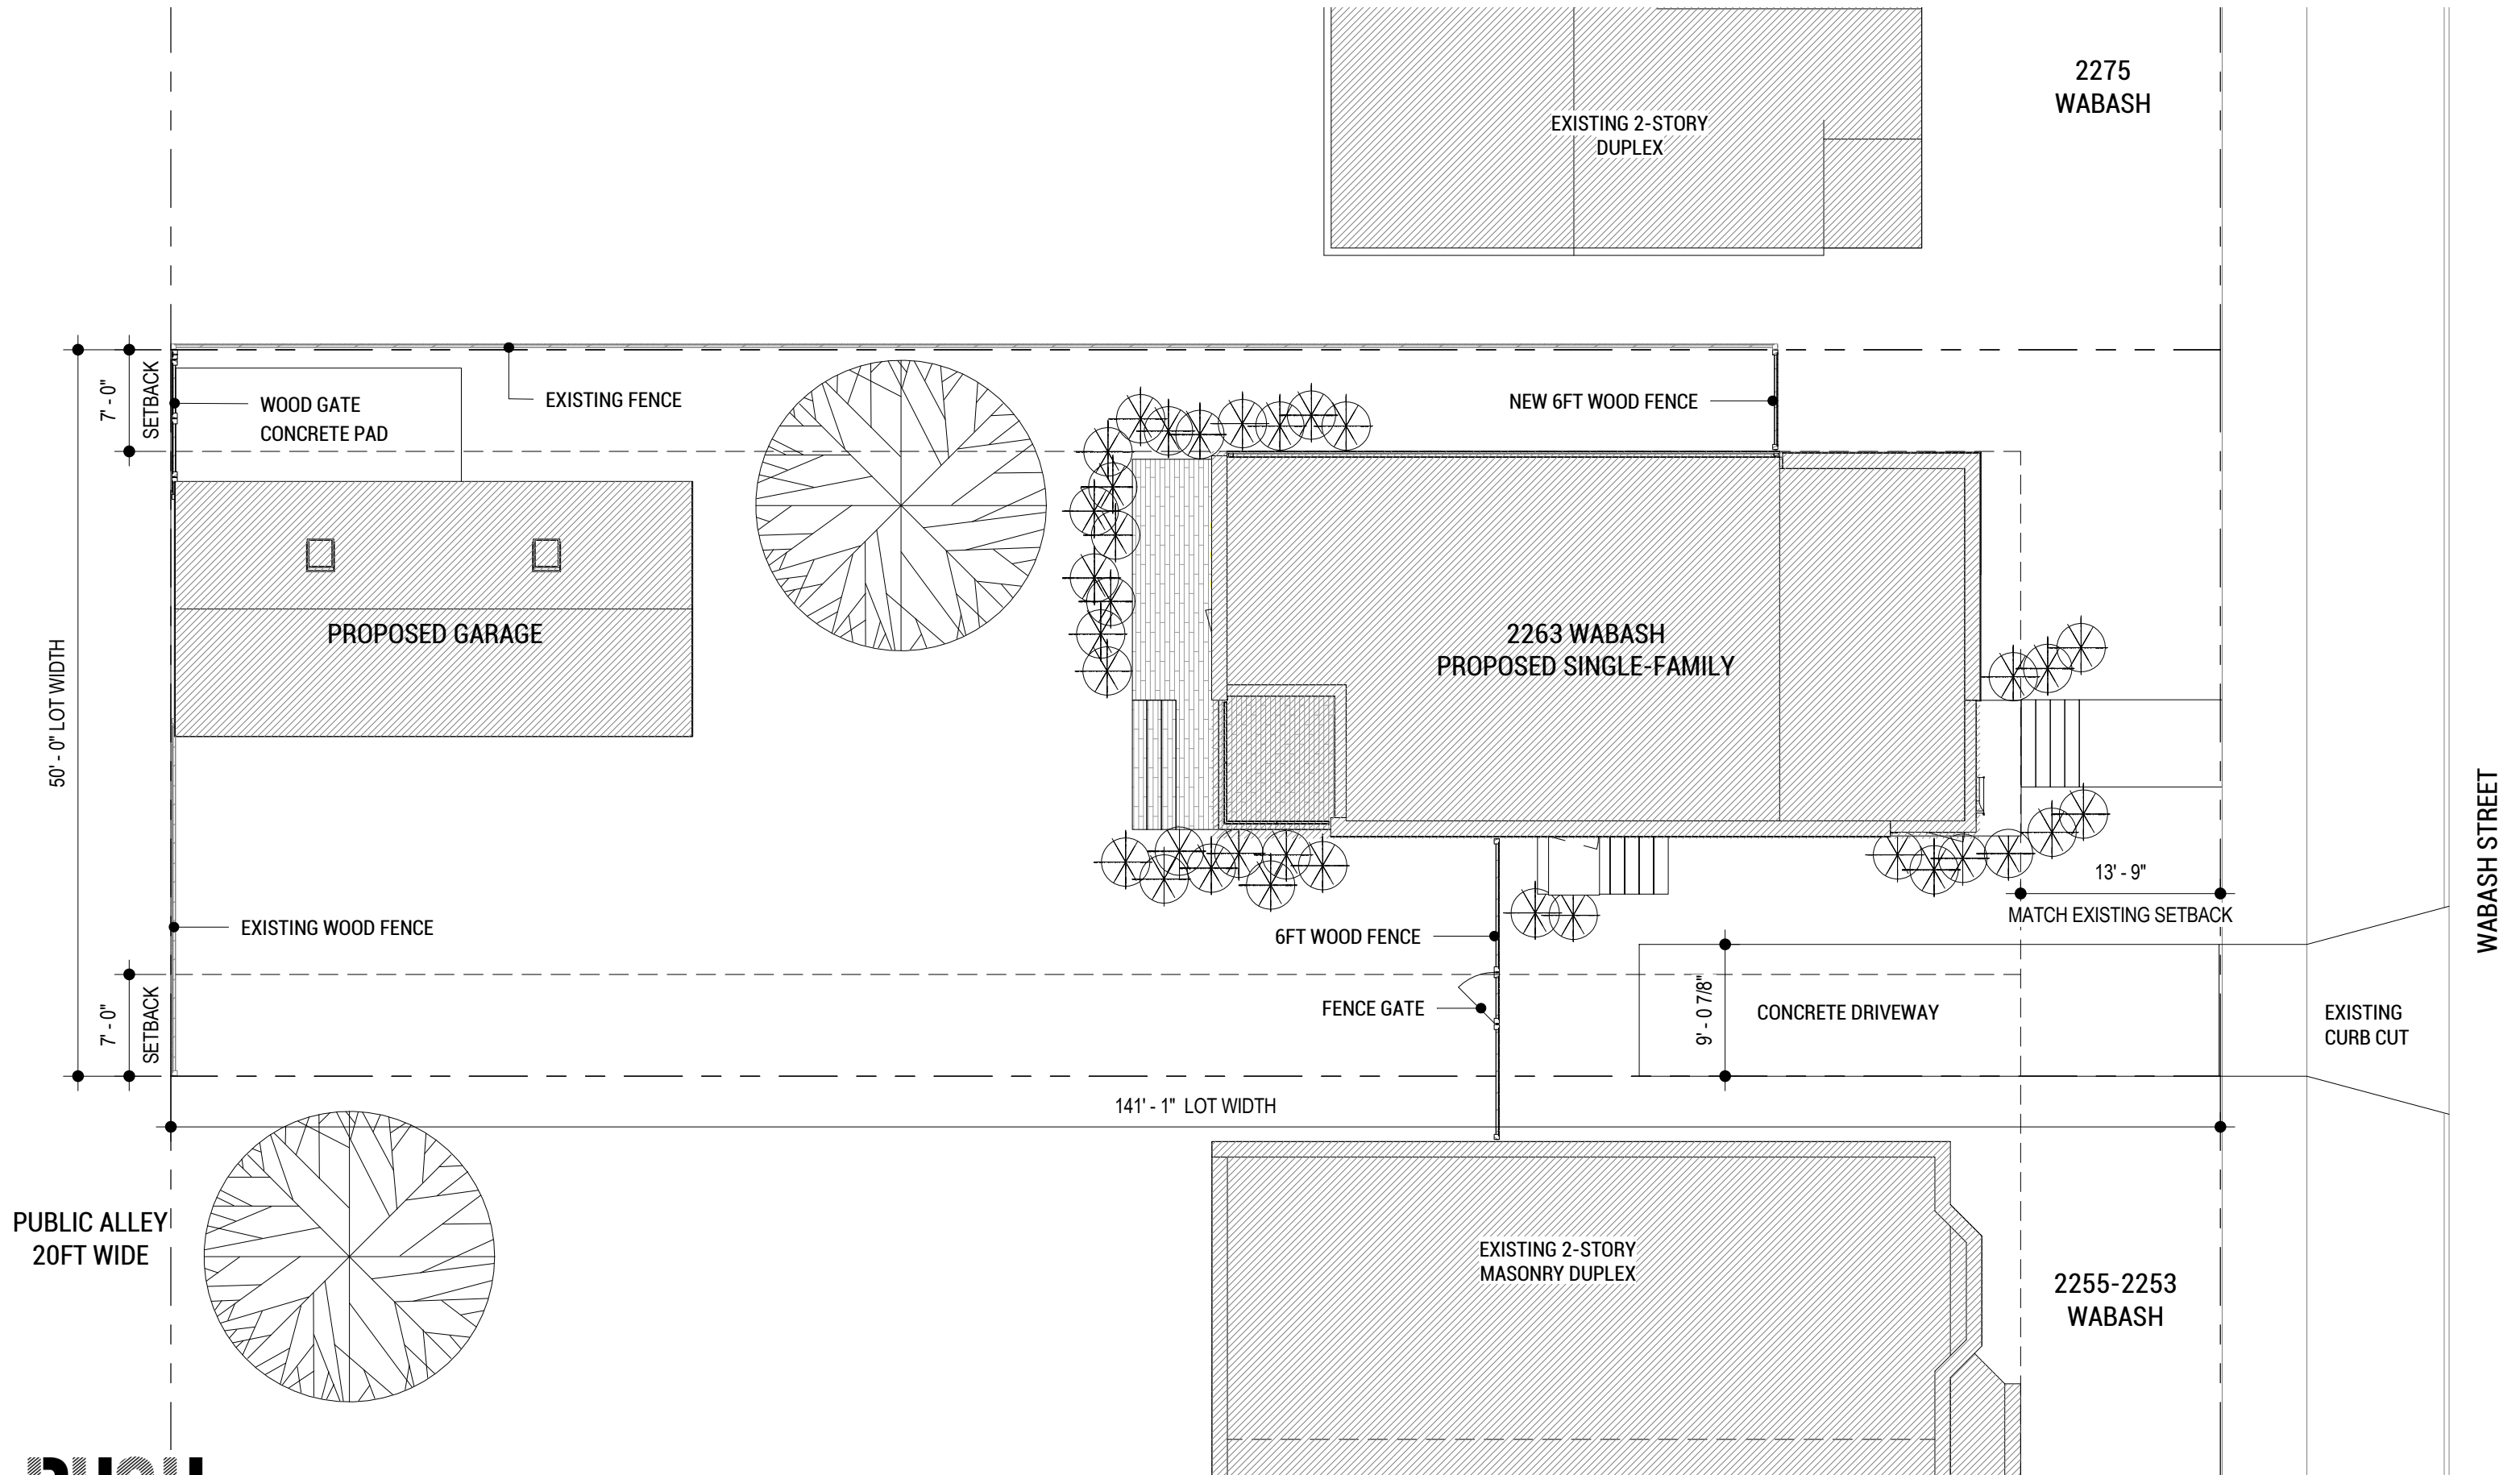 2275
WABASH
EXISTING 2-STORY
DUPLEX
7' - 0"
SETBACK
WOOD GATE
CONCRETE PAD
EXISTING FENCE
NEW 6FT WOOD FENCE
50' - 0" LOT WIDTH
PROPOSED GARAGE
2263 WABASH
PROPOSED SINGLE-FAMILY
WABASH STREET
13' - 9"
MATCH EXISTING SETBACK
EXISTING WOOD FENCE
6FT WOOD FENCE
7' - 0"
SETBACK
FENCE GATE
9' - 0 7/8"
CONCRETE DRIVEWAY
EXISTING
CURB CUT
141' - 1" LOT WIDTH
PUBLIC ALLEY
20FT WIDE
EXISTING 2-STORY
MASONRY DUPLEX
2255-2253
WABASH